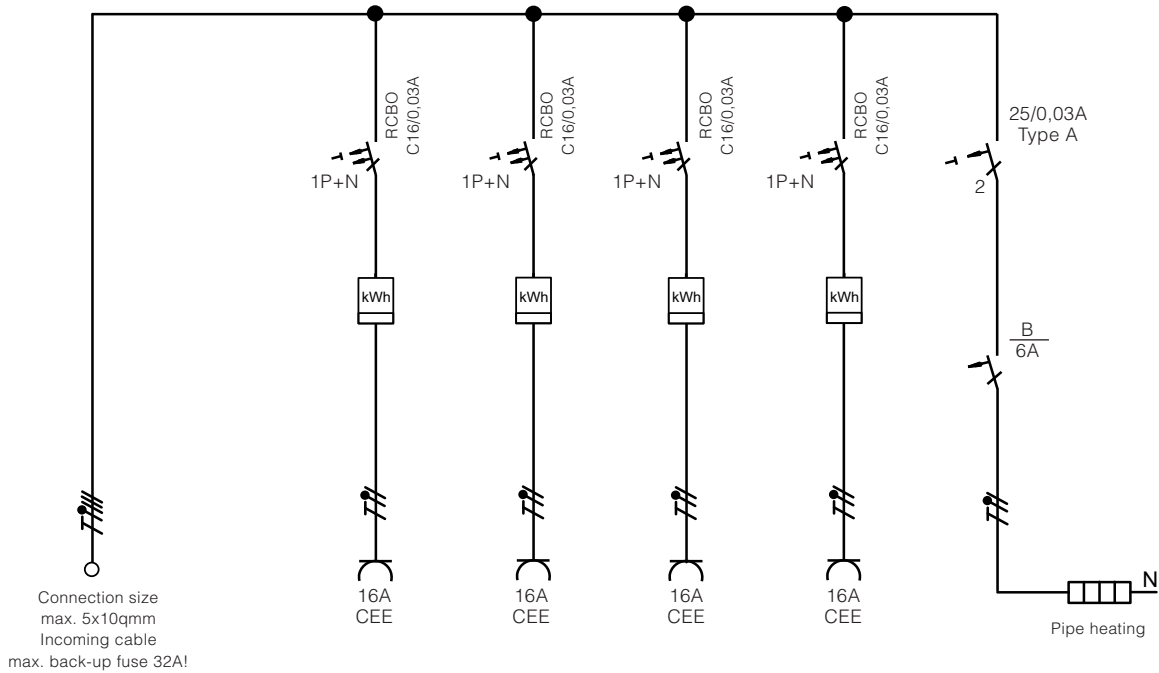 RCBO
C16/0,03A
1P+N
kWh
16A
CEE
RCBO
C16/0,03A
1P+N
kWh
16A
CEE
RCBO
C16/0,03A
1P+N
kWh
16A
CEE
RCBO
C16/0,03A
1P+N
kWh
16A
CEE
25/0,03A
Type A
2
B
6A
N
Pipe heating
Connection size
max. 5x10qmm
Incoming cable
max. back-up fuse 32A!